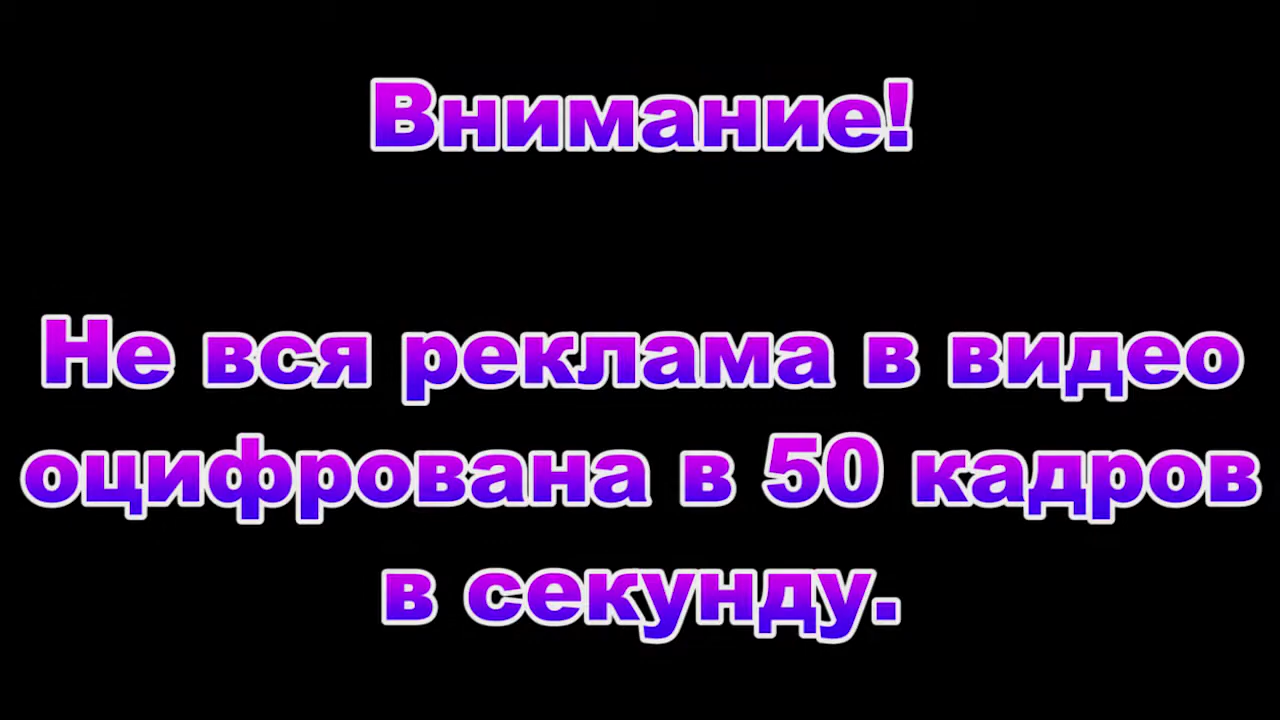 Внимание!
Не вся реклама в видео
оцифрована в 50 кадров
в секунду.